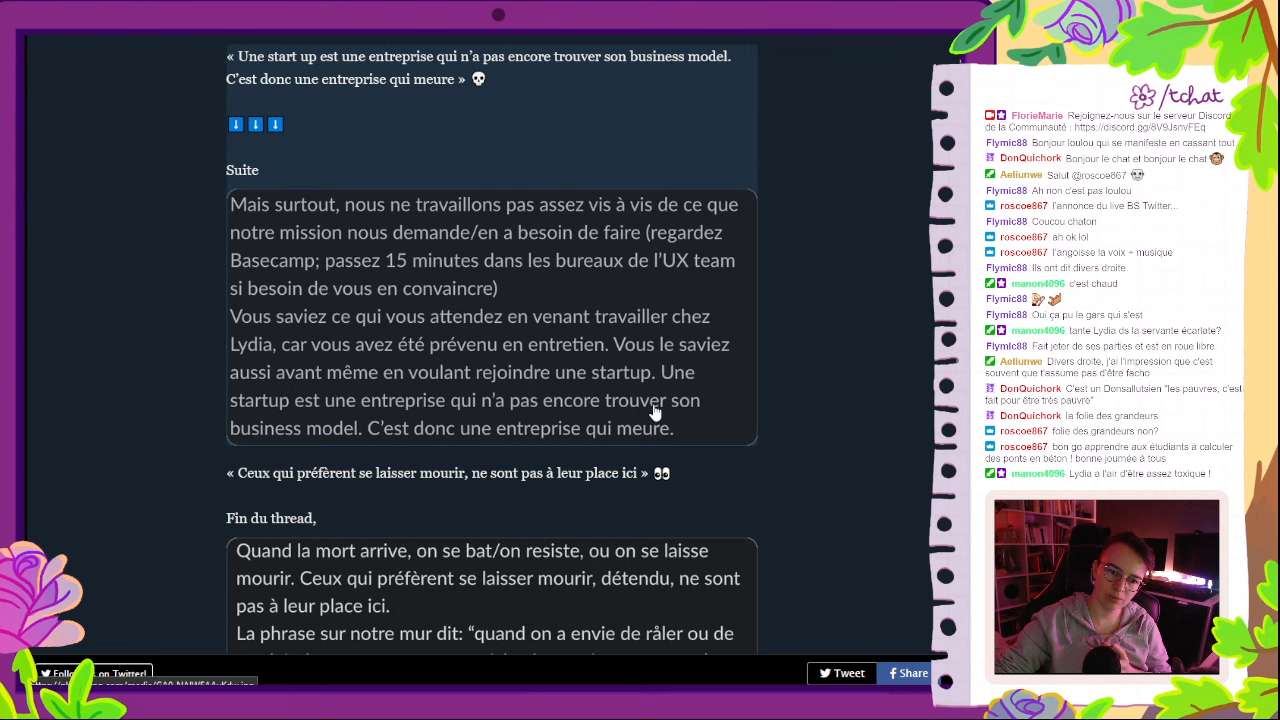 « Une start up est une entreprise qui n’a pas encore trouver son business model.
C’est donc une entreprise qui meure » 💀
⬇️ ⬇️ ⬇️
Suite
Mais surtout, nous ne travaillons pas assez vis à vis de ce que
notre mission nous demande/en a besoin de faire (regardez
Basecamp; posez 15 minutes dans les bureaux de l’UX team
si besoin de vous en convaincre)
Vous saviez ce qui vous attendez en venant travailler chez
Lydia, car vous avez été prévenu en entretien. Vous le saviez
aussi avant même en voulant rejoindre une startup. Une
startup est une entreprise qui n’a pas encore trouver son
business model. C’est donc une entreprise qui meure.
« Ceux qui préfèrent se laisser mourir, ne sont pas à leur place ici » 👀
Fin du thread,
Quand la mort arrive, on se bat/on resiste, ou on se laisse
mourir. Ceux qui préfèrent se laisser mourir, détendu, ne sont
pas à leur place ici.
La phrase sur notre mur dit: “quand on a envie de râler ou de
on Twitter!
Tweet
Share
/tchat
FlorieMarie Rejoignez-nous sur le serveur Discord
de la Communauté : https://discord.gg/8V9JsnvFEq
Flymic88 Bonjour loulou qui se manifeste en cassant tout
DonQuichork Bonjour le chat et bonjour le chat
Aeliunwe Salut @roscoe867
Flymic88 Ah non c'est pas loulou
roscoe867 l'annonce du live BS Twitter,..
Flymic88 Coucou chaton
roscoe867 ah ok lol
roscoe867 l'angoisse la voix + musique
Flymic88 Ils ont dit divers droite
manon4096 c'est chaud
Flymic88
Flymic88 Oui ça pu le gars qui s'est
manon4096 tante Lydia ds la servante écarlate?
Flymic88 Fait jeter de ses parties et est en roue libre
Aeliunwe Divers droite, j'ai l'impression que c'est
souvent que t'assume pas d'être facho
DonQuichork C'est un Donsallutsien "les pauvres, c'est
fait pour être très pauvre"
DonQuichork la folie des grandeurs
roscoe867 folie des grandeurs non?
roscoe867 bon go apprendre aux étudiants à calculer
des ponts en béton ! bonne journée à tous
manon4096 Lydia a l'air d'être assez toxique !